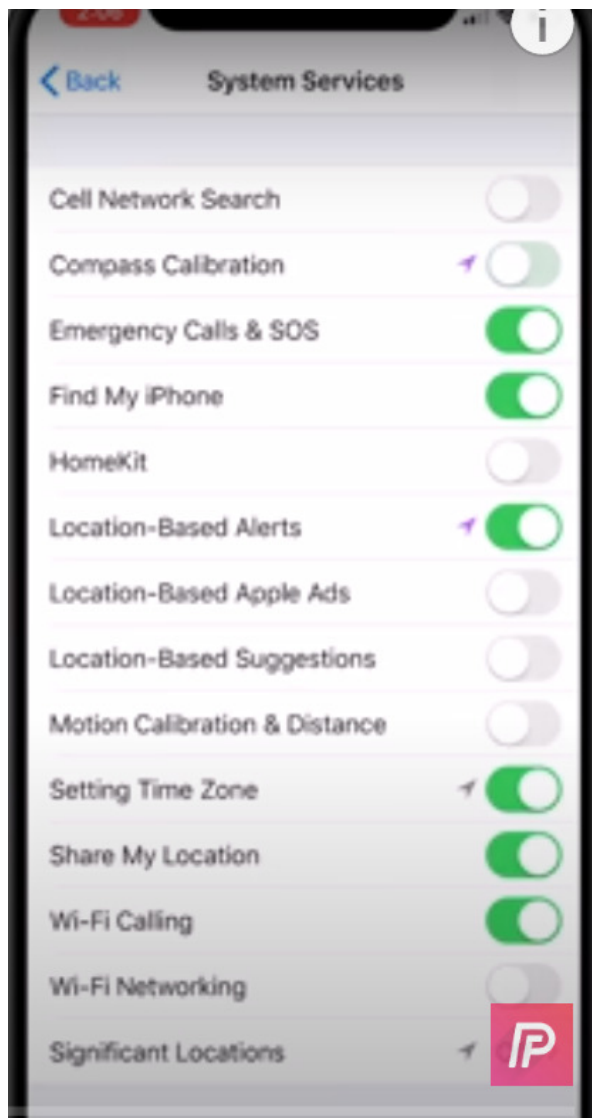 2:08
Back
System Services
Cell Network Search
Compass Calibration
Emergency Calls & SOS
Find My iPhone
HomeKit
Location-Based Alerts
Location-Based Apple Ads
Location-Based Suggestions
Motion Calibration & Distance
Setting Time Zone
Share My Location
Wi-Fi Calling
Wi-Fi Networking
Significant Locations